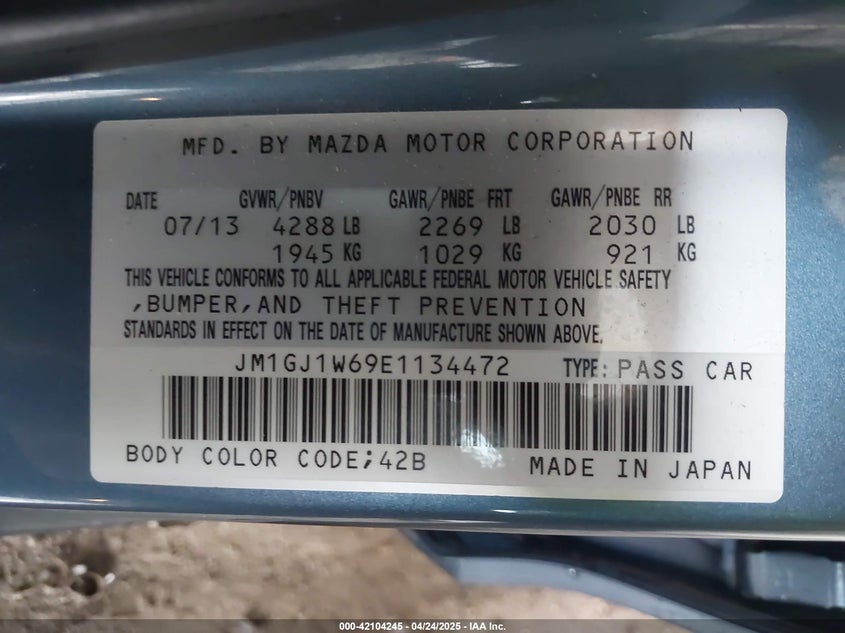 MFD. BY MAZDA MOTOR CORPORATION
DATE GVWR/PNBV GAWR/PNBE FRT GAWR/PNBE RR
07/13 4288 LB 2269 LB 2030 LB
1945 KG 1029 KG 921 KG
THIS VEHICLE CONFORMS TO ALL APPLICABLE FEDERAL MOTOR VEHICLE SAFETY
,BUMPER,AND THEFT PREVENTION
STANDARDS IN EFFECT ON THE DATE OF MANUFACTURE SHOWN ABOVE.
JM1GJ1W69E1134472 TYPE: PASS CAR
BODY COLOR CODE;42B MADE IN JAPAN
000-42104245 - 04/24/2025 - IAA Inc.